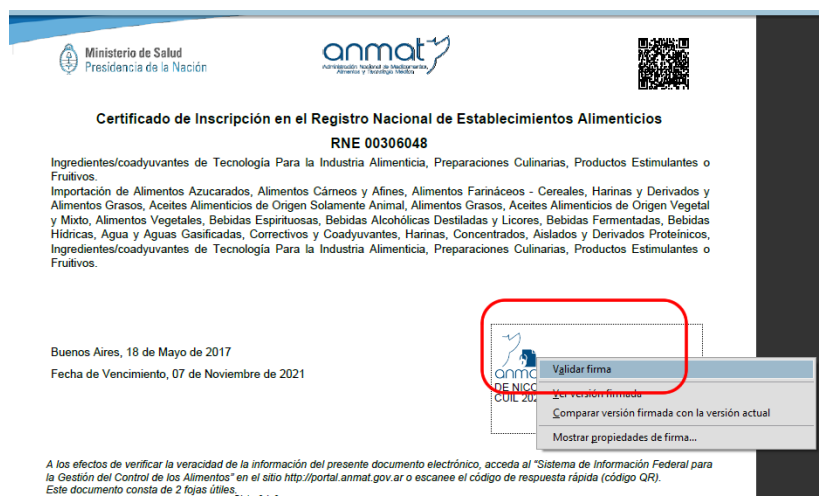 Ministerio de Salud
Presidencia de la Nación
anmat
Administración Nacional de Medicamentos,
Alimentos y Tecnología Médica
Certificado de Inscripción en el Registro Nacional de Establecimientos Alimenticios
RNE 00306048
Ingredientes/coadyuvantes de Tecnología Para la Industria Alimenticia, Preparaciones Culinarias, Productos Estimulantes o
Fruitivos.
Importación de Alimentos Azucarados, Alimentos Cárneos y Afines, Alimentos Farináceos - Cereales, Harinas y Derivados y
Alimentos Grasos, Aceites Alimenticios de Origen Solamente Animal, Alimentos Grasos, Aceites Alimenticios de Origen Vegetal
y Mixto, Alimentos Vegetales, Bebidas Espirituosas, Bebidas Alcohólicas Destiladas y Licores, Bebidas Fermentadas, Bebidas
Hídricas, Agua y Aguas Gasificadas, Correctivos y Coadyuvantes, Harinas, Concentrados, Aislados y Derivados Proteínicos,
Ingredientes/coadyuvantes de Tecnología Para la Industria Alimenticia, Preparaciones Culinarias, Productos Estimulantes o
Fruitivos.
Buenos Aires, 18 de Mayo de 2017
Fecha de Vencimiento, 07 de Noviembre de 2021
DE NICO
CUIL 20
Validar firma
Ver versión firmada
Comparar versión firmada con la versión actual
Mostrar propiedades de firma...
A los efectos de verificar la veracidad de la información del presente documento electrónico, acceda al "Sistema de Información Federal para
la Gestión del Control de los Alimentos" en el sitio http://portal.anmat.gov.ar o escanee el código de respuesta rápida (código QR).
Este documento consta de 2 fojas útiles.